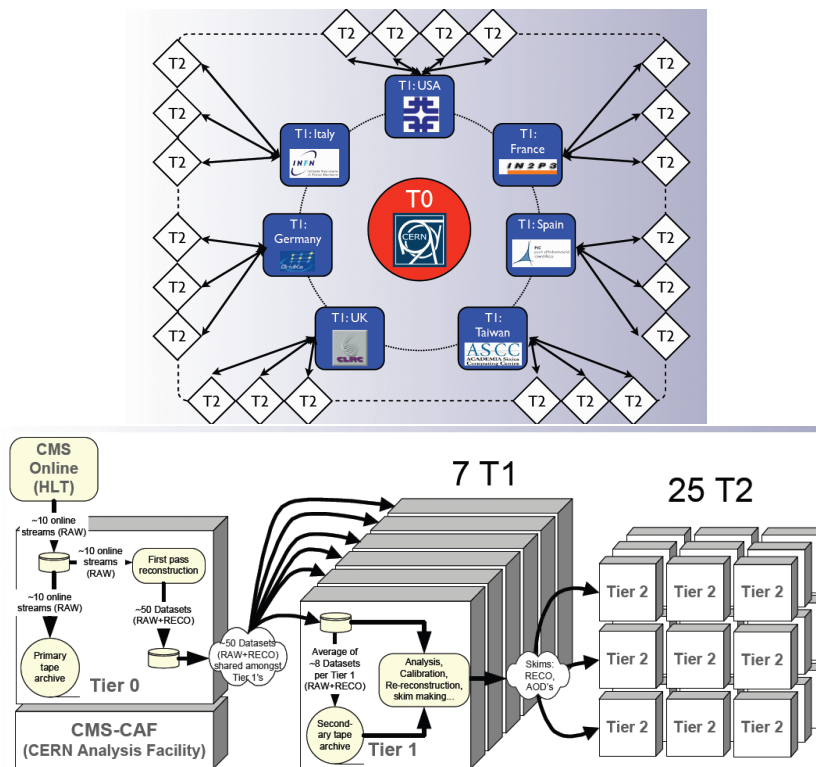 T2 T2 T2 T2
T2
T2
T1: USA
T2
T2
T1: Italy
INFN
T1:
France
IN2P3
T2
T2
T2
T0
CERN
T2
T1:
Germany
GridKa
T1: Spain
PIC
T2
T2
T2
T2
T2
T1: UK
CLRC
T1:
Taiwan
ASCC
ACADEMIA Sinica
Computing Centre
T2 T2 T2
T2 T2 T2
CMS
Online
(HLT)
~10 online
streams (RAW)
~10 online
streams
(RAW)
First pass
reconstruction
~10 online
streams (RAW)
~50 Datasets
(RAW+RECO)
Primary
tape
archive
Tier 0
CMS-CAF
(CERN Analysis Facility)
~50 Datasets
(RAW+RECO)
shared amongst
Tier 1's
7 T1
Average of
~8 Datasets
per Tier 1
(RAW+RECO)
Analysis,
Calibration,
Re-reconstruction,
skim making...
Second-
ary tape
archive
Tier 1
Skims:
RECO,
AOD's
25 T2
Tier 2 Tier 2 Tier 2
Tier 2 Tier 2 Tier 2
Tier 2 Tier 2 Tier 2